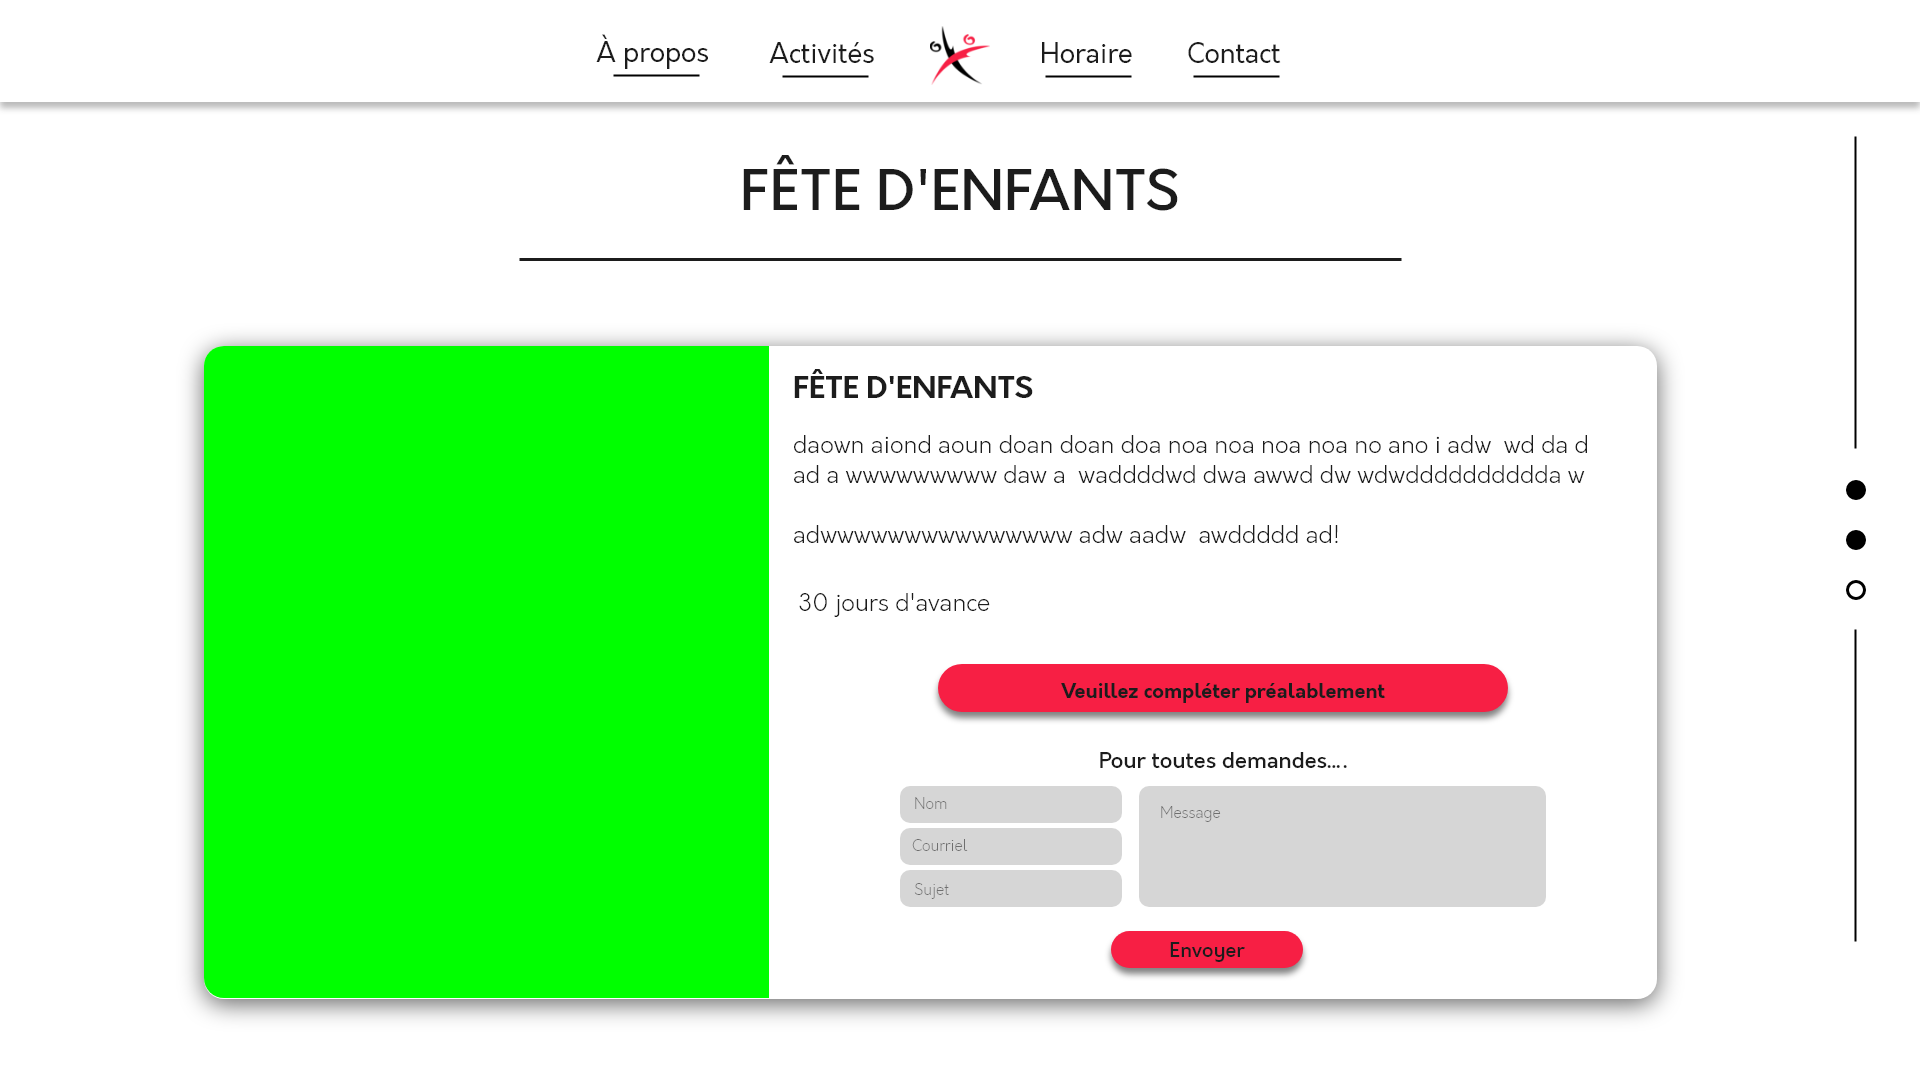 À propos
Activités
Horaire
Contact
FÊTE D'ENFANTS
FÊTE D'ENFANTS
daown aiond aoun doan doan doa noa noa noa noa no ano i adw  wd da d
ad a wwwwwwwww daw a  waddddwd dwa awwd dw wdwddddddddddda w
adwwwwwwwwwwwwwwww adw aadw  awddddd ad!
30 jours d'avance
Veuillez compléter préalablement
Pour toutes demandes....
Nom
Message
Courriel
Sujet
Envoyer